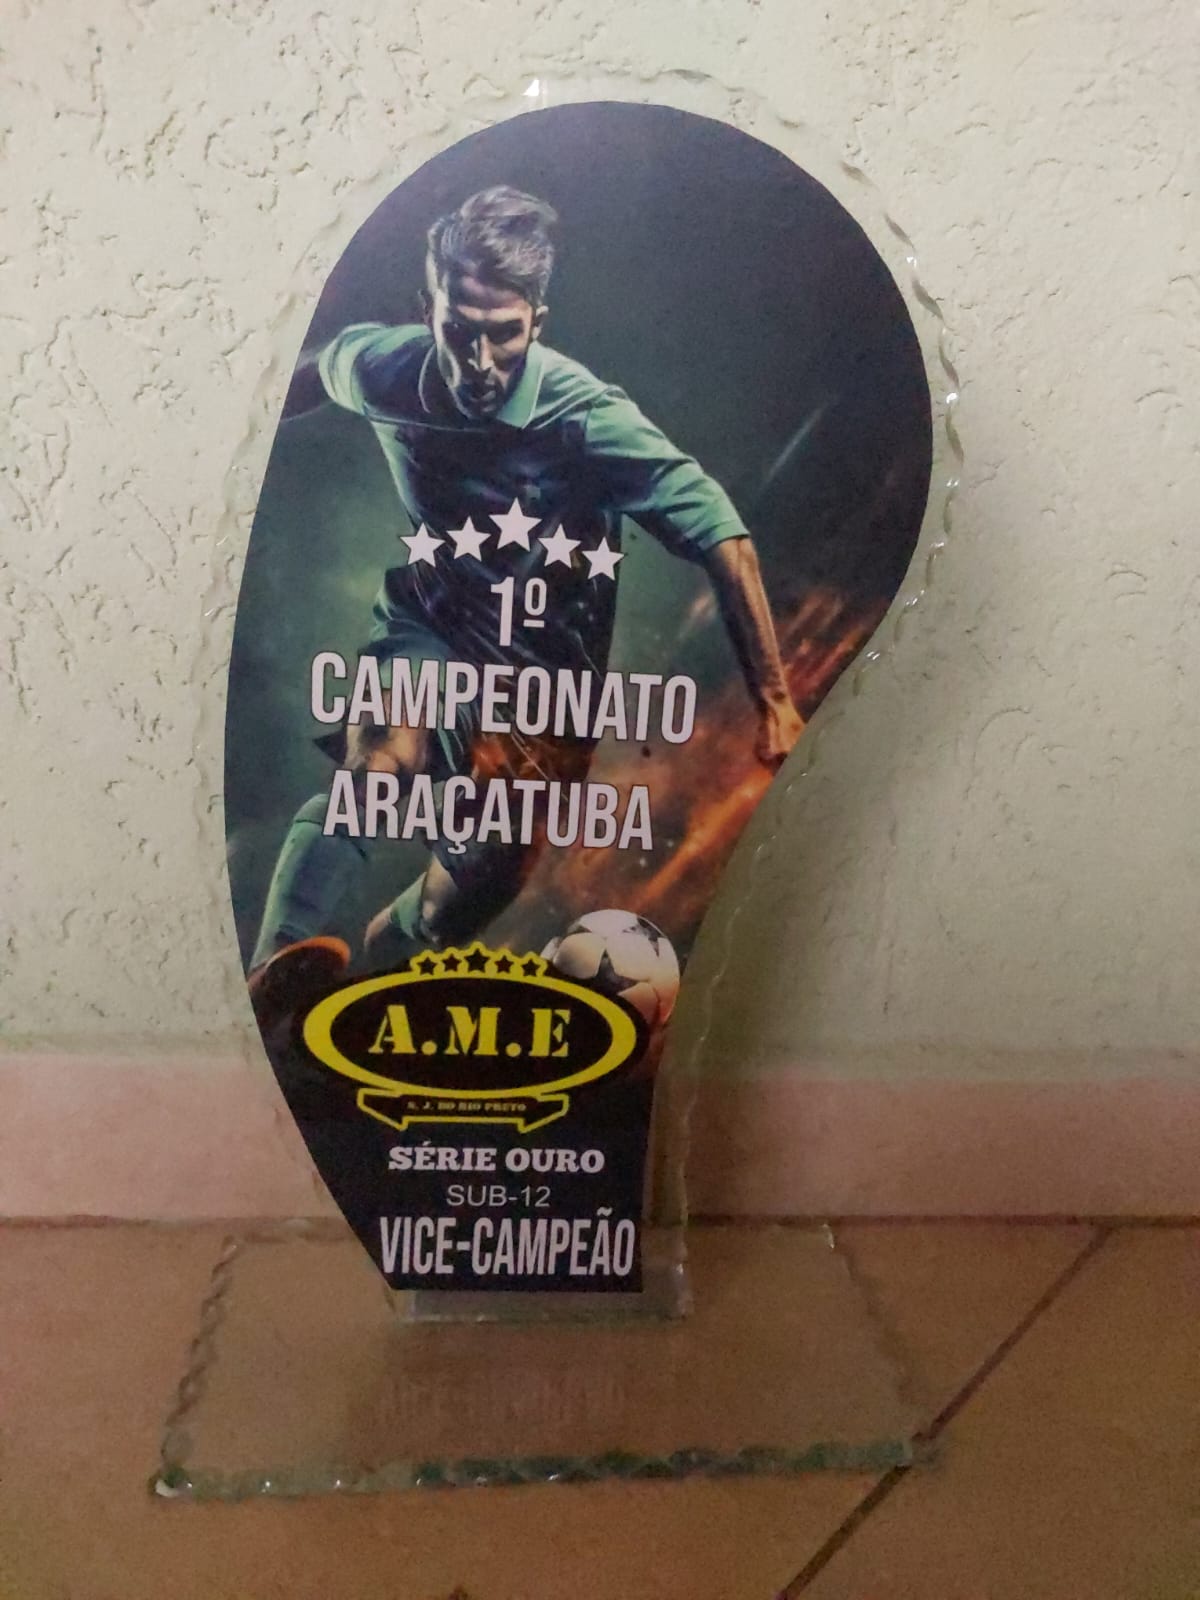 1º
CAMPEONATO
ARAÇATUBA
A.M.E
S. J. DO RIO PRETO
SÉRIE OURO
SUB-12
VICE-CAMPEÃO